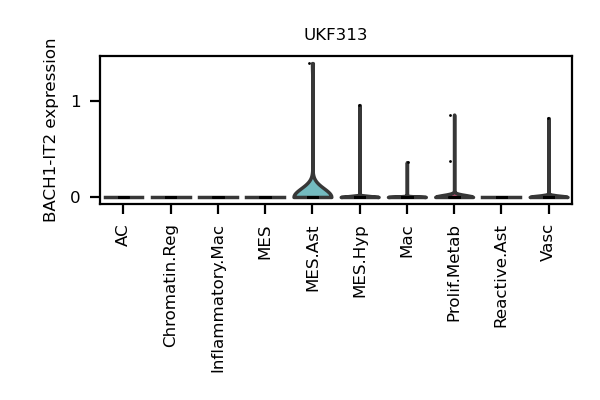 UKF313
BACH1-IT2 expression
1
0
AC
Chromatin.Reg
Inflammatory.Mac
MES
MES.Ast
MES.Hyp
Mac
Prolif.Metab
Reactive.Ast
Vasc